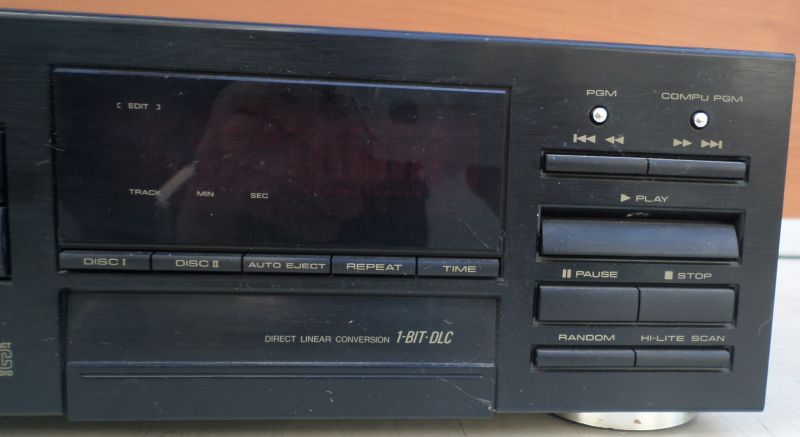 [ EDIT ]
TRACK MIN SEC
DISC I DISC II AUTO EJECT REPEAT TIME
DIRECT LINEAR CONVERSION 1-BIT·DLC
PGM COMPU PGM
PLAY
PAUSE STOP
RANDOM HI-LITE SCAN